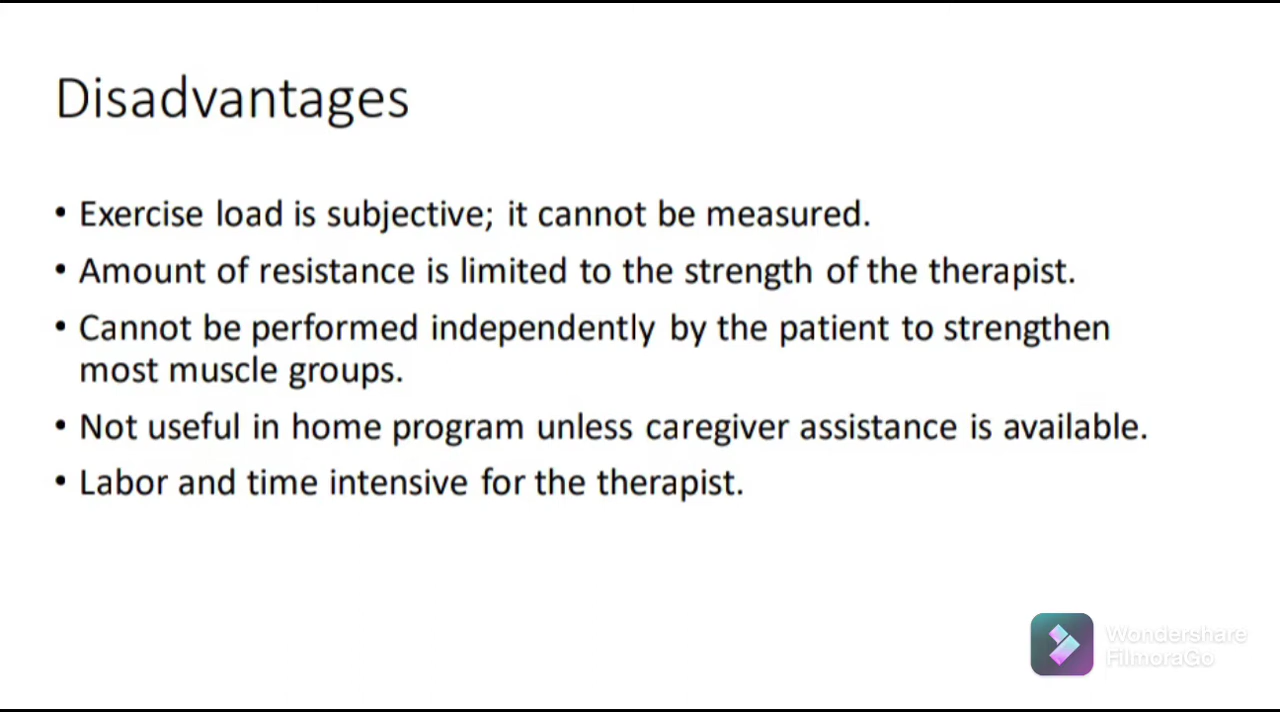 Disadvantages
• Exercise load is subjective; it cannot be measured.
• Amount of resistance is limited to the strength of the therapist.
• Cannot be performed independently by the patient to strengthen
most muscle groups.
• Not useful in home program unless caregiver assistance is available.
• Labor and time intensive for the therapist.
Wondershare
FilmoraGo